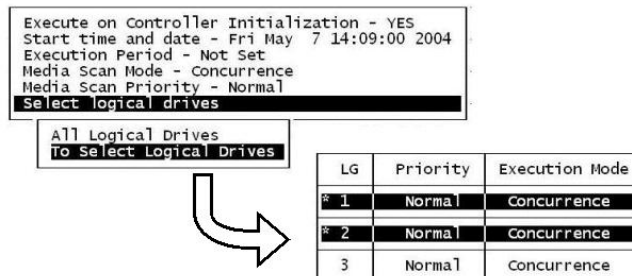 Execute on Controller Initialization - YES
Start time and date - Fri May  7 14:09:00 2004
Execution Period - Not Set
Media Scan Mode - Concurrence
Media Scan Priority - Normal
Select logical drives
All Logical Drives
To Select Logical Drives
LG Priority Execution Mode
* 1 Normal Concurrence
* 2 Normal Concurrence
3 Normal Concurrence